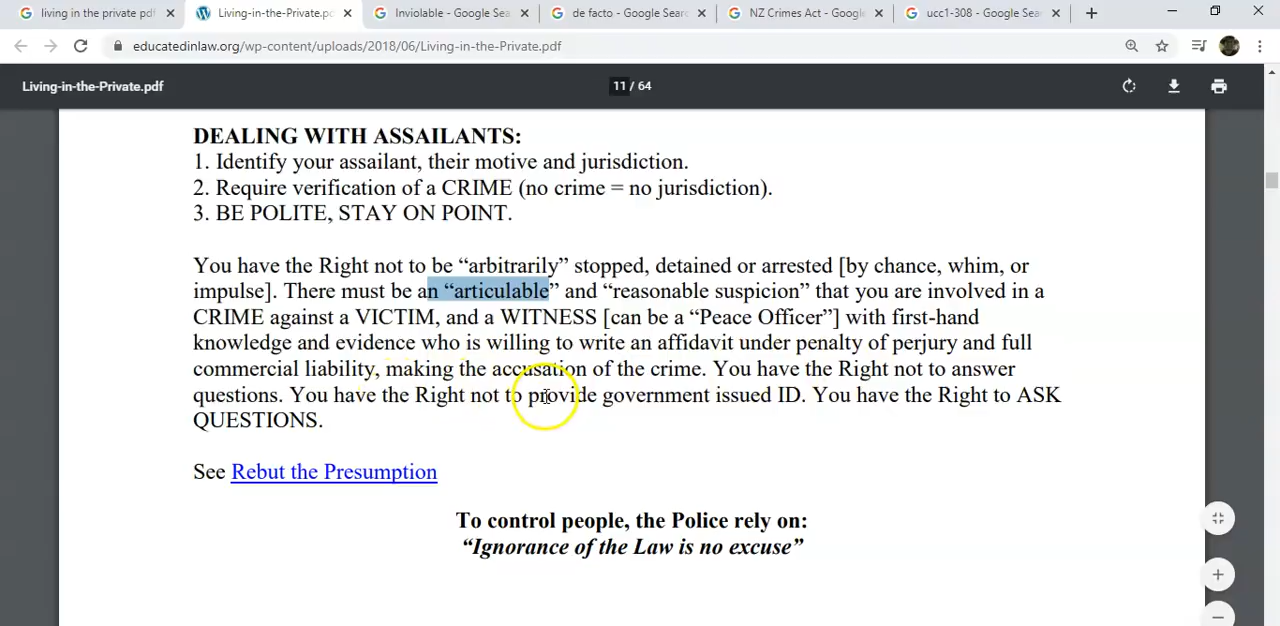 living in the private pdf
Living-in-the-Private.pd
Inviolable - Google Sea
de facto - Google Sear
NZ Crimes Act - Google
ucc1-308 - Google Sea
educatedinlaw.org/wp-content/uploads/2018/06/Living-in-the-Private.pdf
Living-in-the-Private.pdf
11 / 64
DEALING WITH ASSAILANTS:
1. Identify your assailant, their motive and jurisdiction.
2. Require verification of a CRIME (no crime = no jurisdiction).
3. BE POLITE, STAY ON POINT.
You have the Right not to be “arbitrarily” stopped, detained or arrested [by chance, whim, or
impulse]. There must be an “articulable” and “reasonable suspicion” that you are involved in a
CRIME against a VICTIM, and a WITNESS [can be a “Peace Officer”] with first-hand
knowledge and evidence who is willing to write an affidavit under penalty of perjury and full
commercial liability, making the accusation of the crime. You have the Right not to answer
questions. You have the Right not to provide government issued ID. You have the Right to ASK
QUESTIONS.
See Rebut the Presumption
To control people, the Police rely on:
“Ignorance of the Law is no excuse”